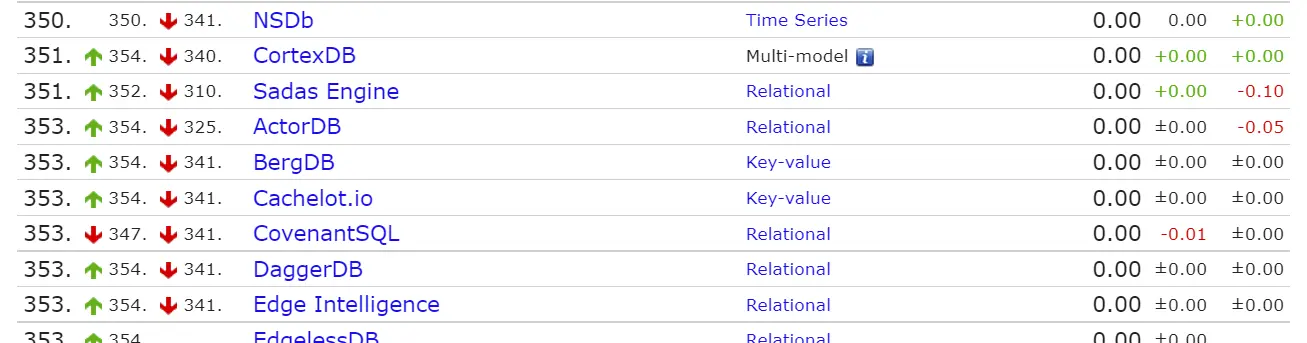 350. 350. 341. NSDb Time Series 0.00 0.00 +0.00
351. 354. 340. CortexDB Multi-model i 0.00 +0.00 +0.00
351. 352. 310. Sadas Engine Relational 0.00 +0.00 -0.10
353. 354. 325. ActorDB Relational 0.00 ±0.00 -0.05
353. 354. 341. BergDB Key-value 0.00 ±0.00 ±0.00
353. 354. 341. Cachelot.io Key-value 0.00 ±0.00 ±0.00
353. 347. 341. CovenantSQL Relational 0.00 -0.01 ±0.00
353. 354. 341. DaggerDB Relational 0.00 ±0.00 ±0.00
353. 354. 341. Edge Intelligence Relational 0.00 ±0.00 ±0.00
353. 354. EdgelessDB Relational 0.00 ±0.00